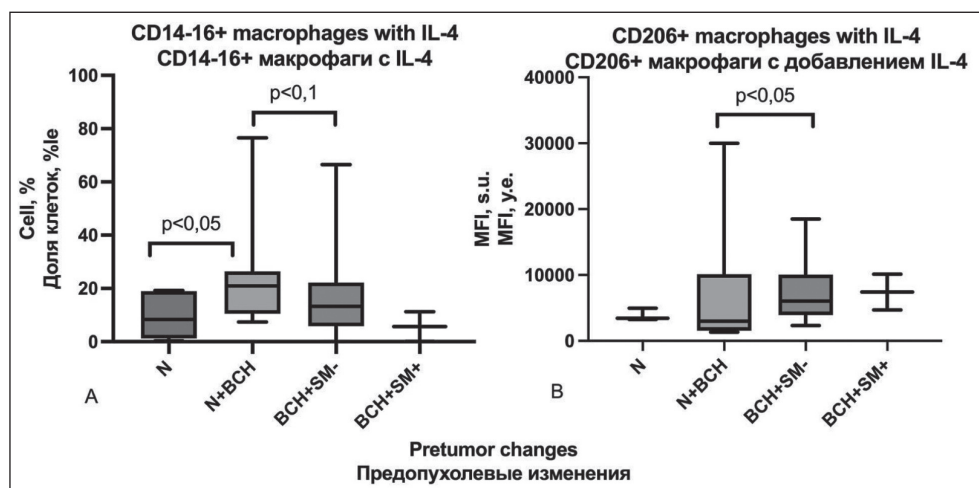 CD14-16+ macrophages with IL-4
CD14-16+ макрофаги с IL-4
Cell, %
Доля клеток, %le
100
80
60
40
20
0
p<0,1
p<0,05
N
N+BCH
BCH+SM-
BCH+SM+
A
CD206+ macrophages with IL-4
CD206+ макрофаги с добавлением IL-4
MFI, s.u.
MFI, y.e.
40000
30000
20000
10000
0
p<0,05
N
N+BCH
BCH+SM-
BCH+SM+
B
Pretumor changes
Предопухолевые изменения